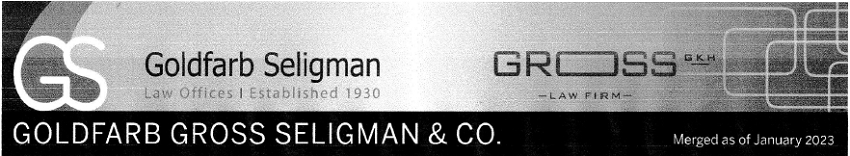 GS
Goldfarb Seligman
Law Offices | Established 1930
GROSS GKH
—LAW FIRM—
GOLDFARB GROSS SELIGMAN & CO.
Merged as of January 2023